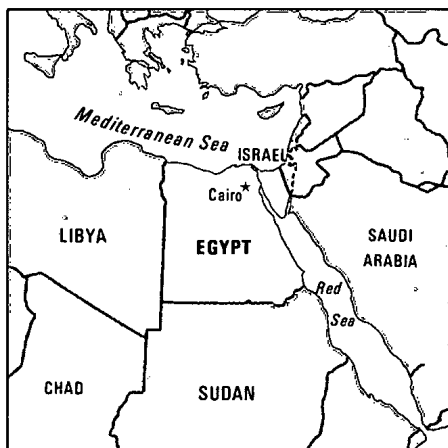 Mediterranean Sea
ISRAEL
Cairo
LIBYA
EGYPT
SAUDI
ARABIA
Red
Sea
CHAD
SUDAN